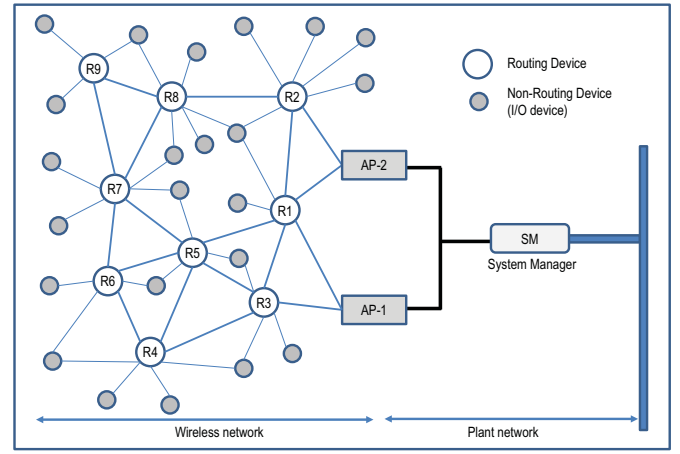 R9
R8
R2
Routing Device
Non-Routing Device
(I/O device)
AP-2
R7
R1
SM
System Manager
R5
R6
R3
AP-1
R4
Wireless network
Plant network